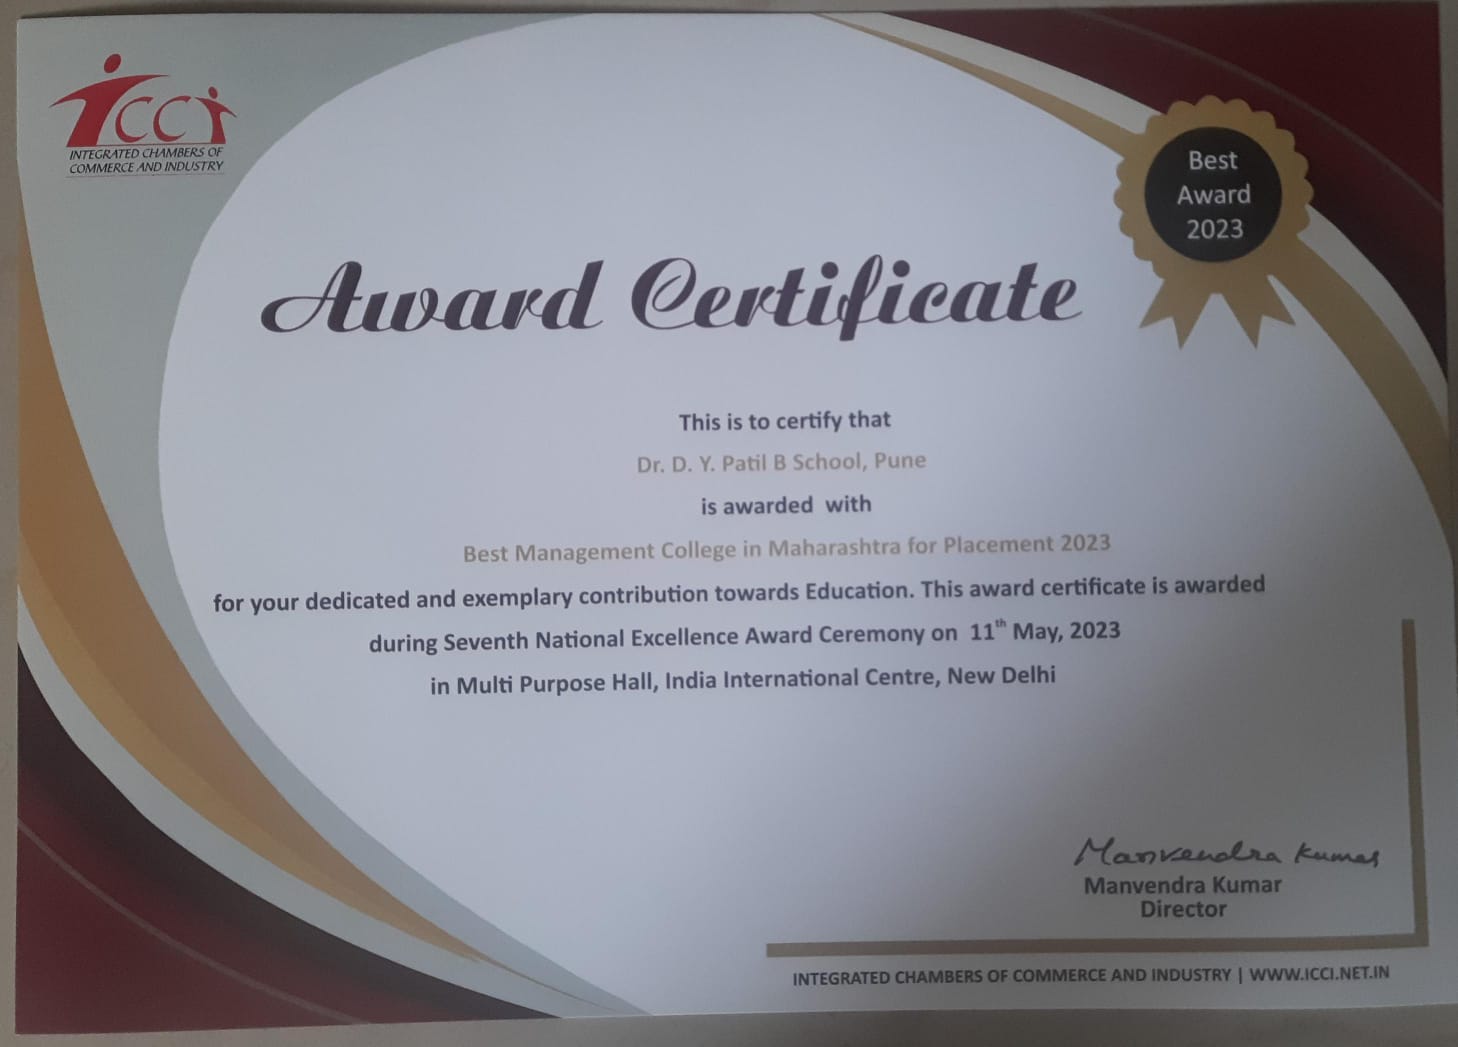 ICCI
INTEGRATED CHAMBERS OF
COMMERCE AND INDUSTRY
Best
Award
2023
Award Certificate
This is to certify that
Dr. D. Y. Patil B School, Pune
is awarded with
Best Management College in Maharashtra for Placement 2023
for your dedicated and exemplary contribution towards Education. This award certificate is awarded
during Seventh National Excellence Award Ceremony on 11th May, 2023
in Multi Purpose Hall, India International Centre, New Delhi
Manvendra Kumar
Manvendra Kumar
Director
INTEGRATED CHAMBERS OF COMMERCE AND INDUSTRY | WWW.ICCI.NET.IN